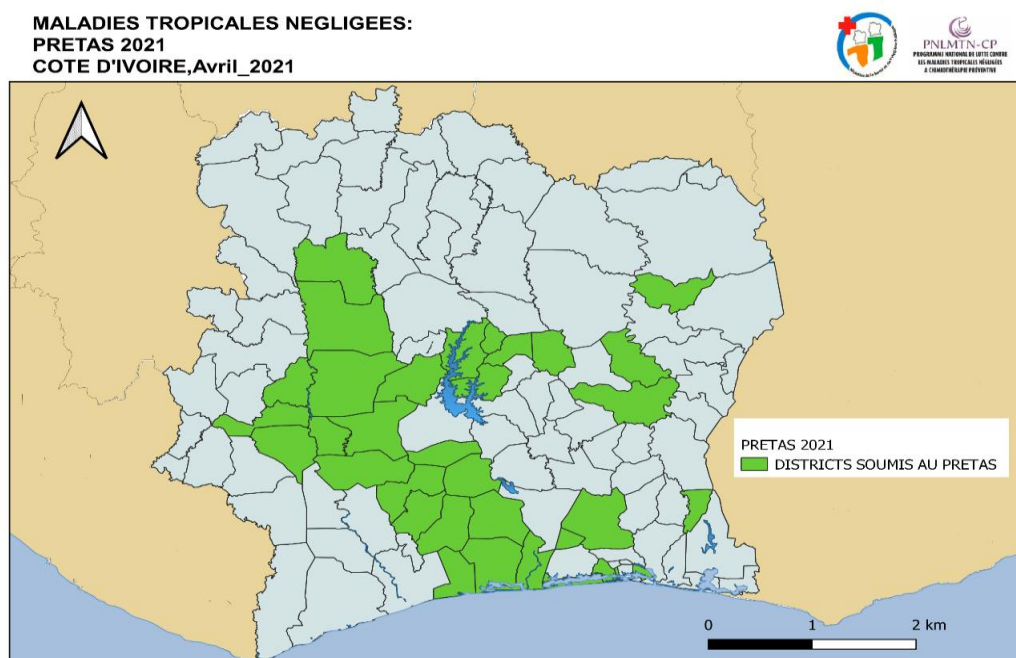 MALADIES TROPICALES NEGLIGEES:
PRETAS 2021
COTE D'IVOIRE,Avril_2021
PNLMTN-CP
PROGRAMME NATIONAL DE LUTTE CONTRE
LES MALADIES TROPICALES NÉGLIGÉES
À CHIMIOTHÉRAPIE PRÉVENTIVE
PRETAS 2021
DISTRICTS SOUMIS AU PRETAS
0 1 2 km